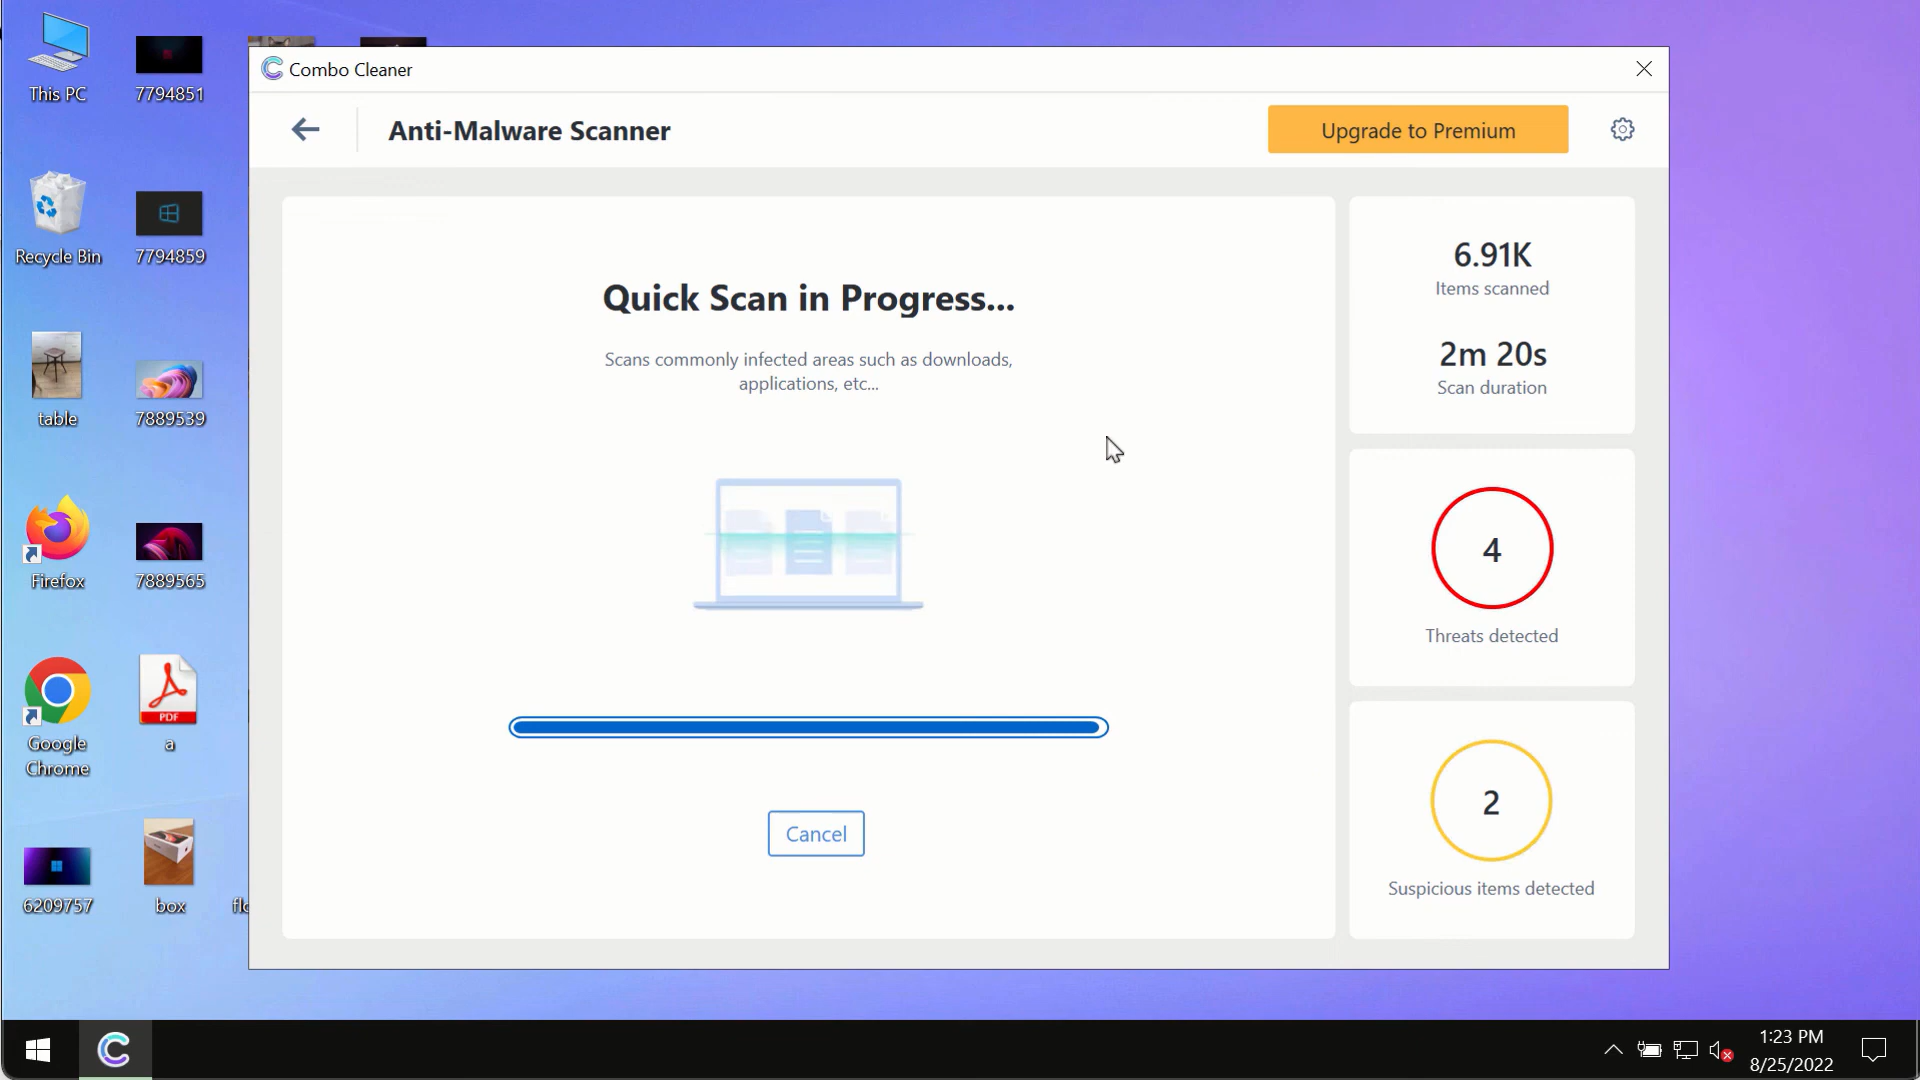 This PC
7794851
Recycle Bin
7794859
table
7889539
Firefox
7889565
Google
Chrome
PDF
a
6209757
box
Combo Cleaner
Anti-Malware Scanner
Upgrade to Premium
Quick Scan in Progress...
Scans commonly infected areas such as downloads,
applications, etc...
Cancel
6.91K
Items scanned
2m 20s
Scan duration
4
Threats detected
2
Suspicious items detected
1:23 PM
8/25/2022